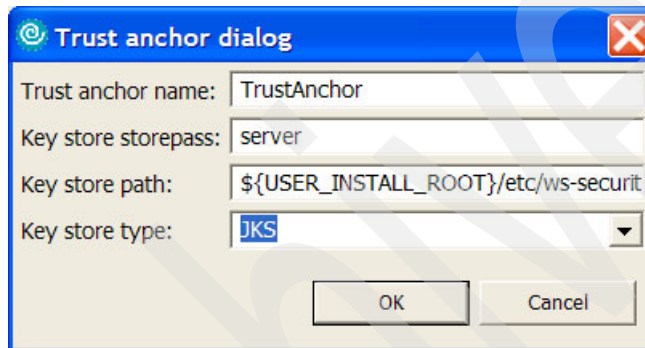 Trust anchor dialog
Trust anchor name: TrustAnchor
Key store storepass: server
Key store path: ${USER_INSTALL_ROOT}/etc/ws-securit
Key store type: JKS
OK Cancel